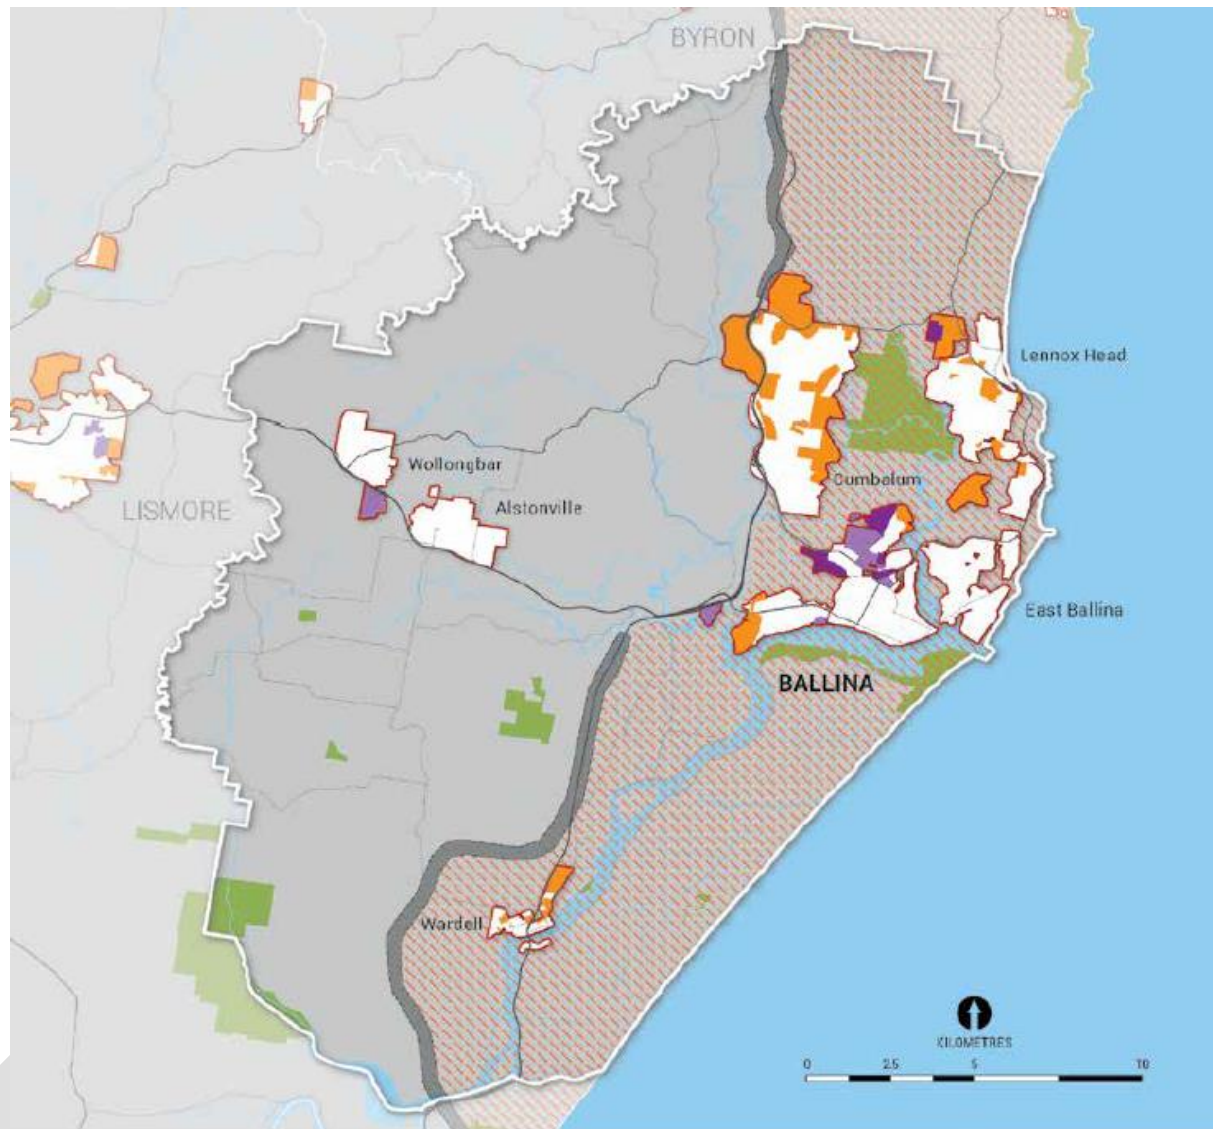 BYRON
Lennox Head
Wollongbar
LISMORE
Alstonville
Cumbalum
East Ballina
BALLINA
Wardell
KILOMETRES
0 2.5 5 10